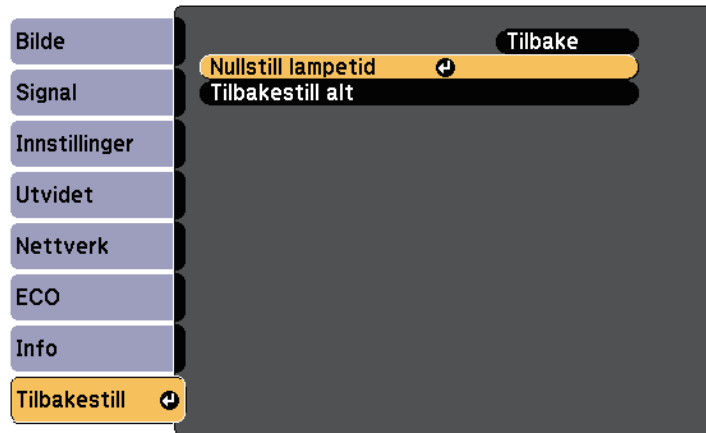 Bilde
Signal
Innstillinger
Utvidet
Nettverk
ECO
Info
Tilbakestill
Tilbake
Nullstill lampetid
Tilbakestill alt